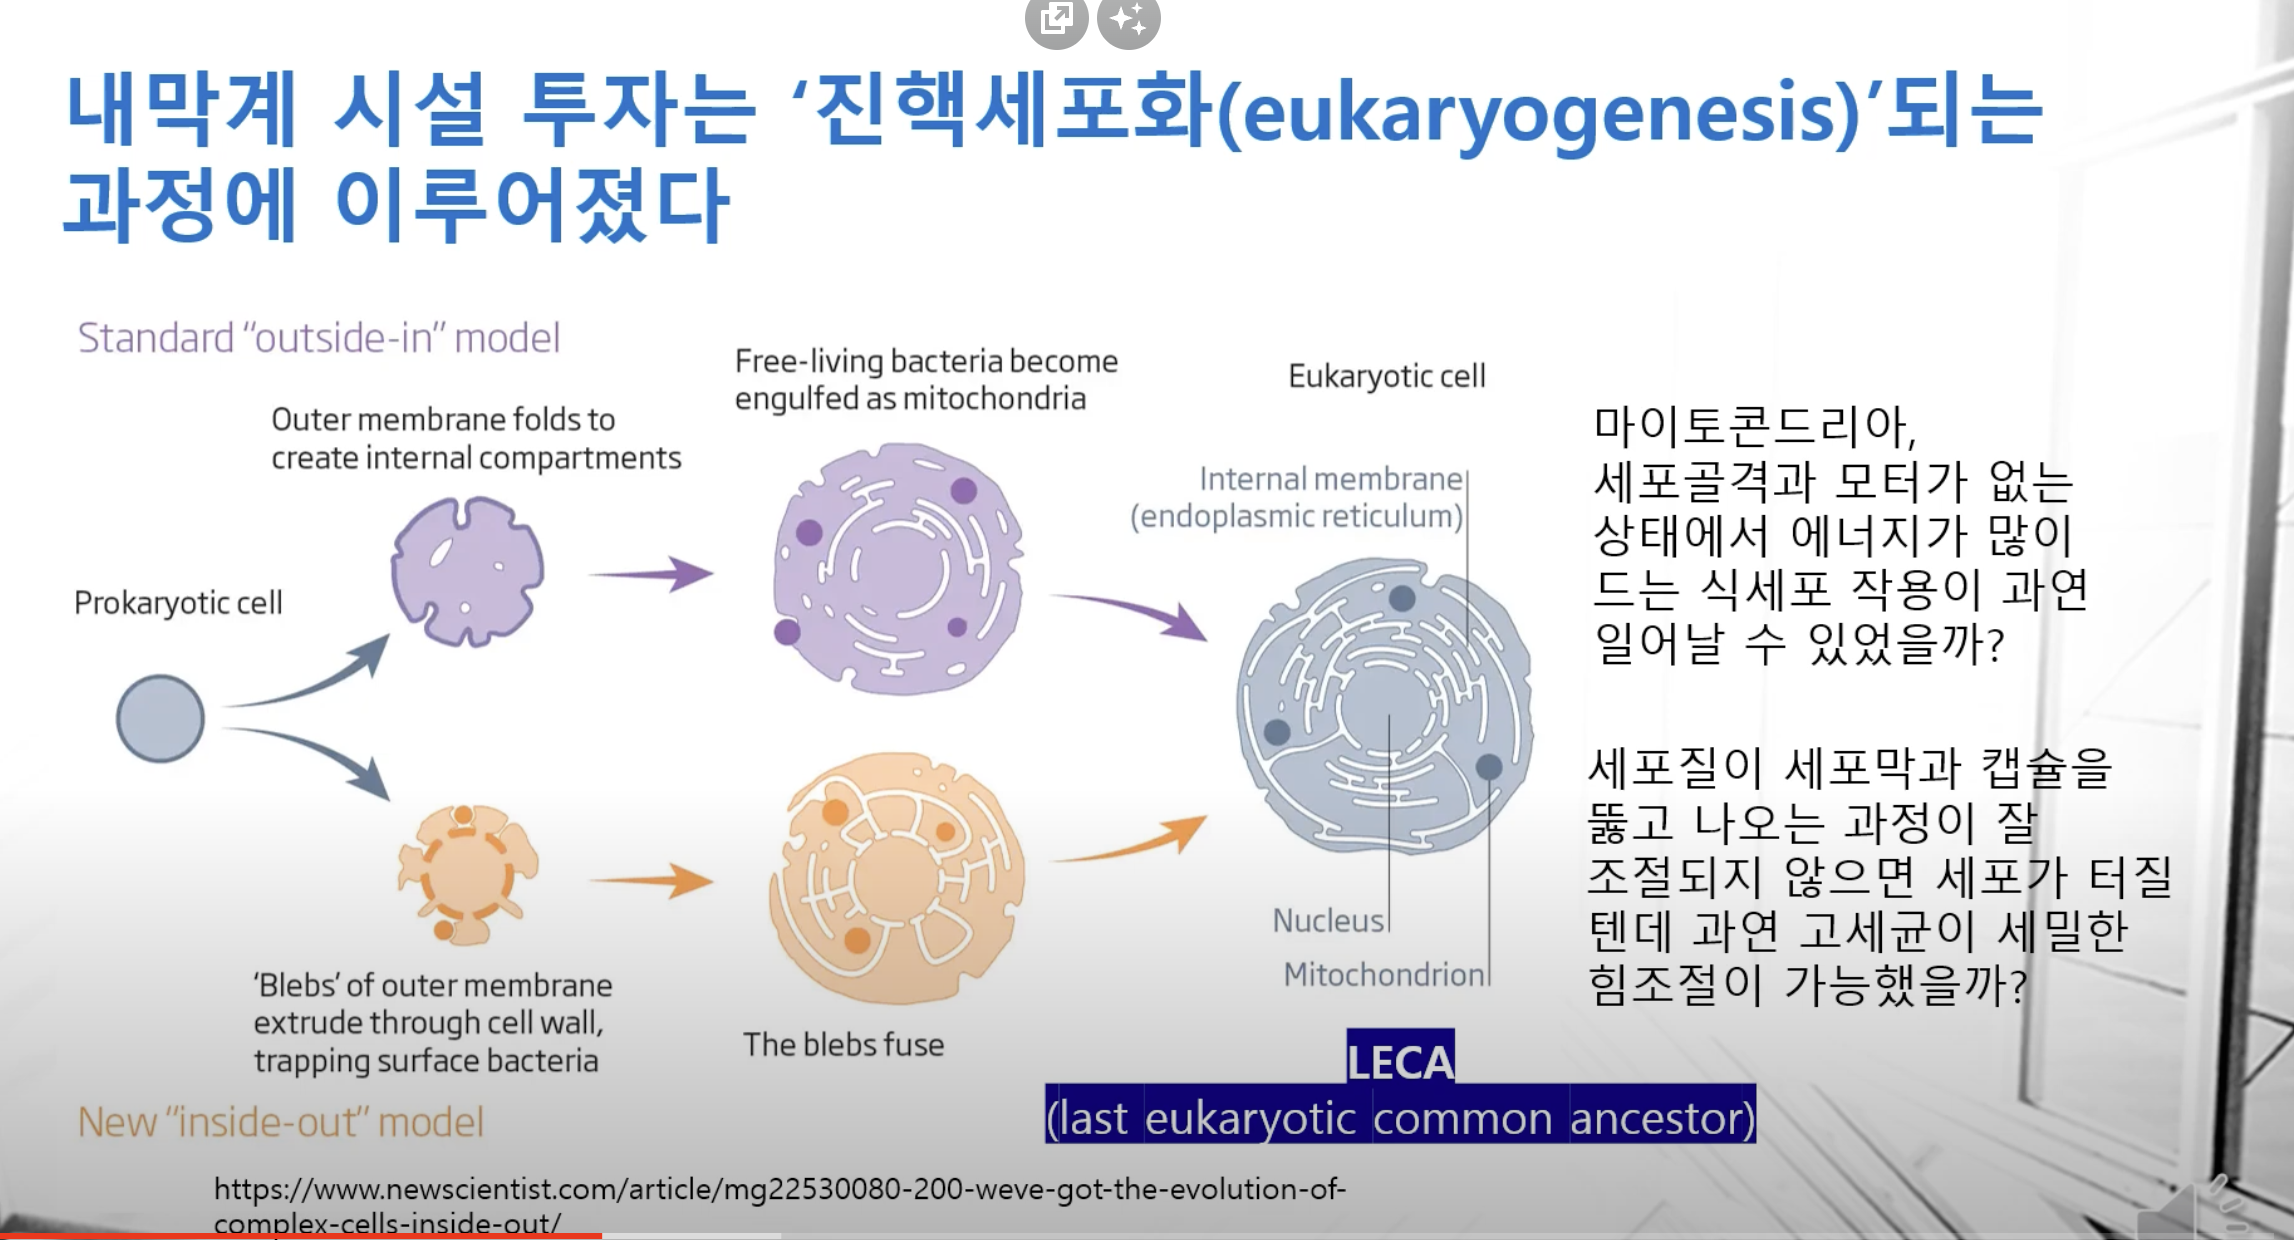 내막계 시설 투자는 ‘진핵세포화(eukaryogenesis)’되는
과정에 이루어졌다
Standard “outside-in” model
Outer membrane folds to
create internal compartments
Free-living bacteria become
engulfed as mitochondria
Eukaryotic cell
Internal membrane
(endoplasmic reticulum)
Prokaryotic cell
Nucleus
Mitochondrion
‘Blebs’ of outer membrane
extrude through cell wall,
trapping surface bacteria
The blebs fuse
New “inside-out” model
LECA
(last eukaryotic common ancestor)
마이토콘드리아,
세포골격과 모터가 없는
상태에서 에너지가 많이
드는 식세포 작용이 과연
일어날 수 있었을까?
세포질이 세포막과 캡슐을
뚫고 나오는 과정이 잘
조절되지 않으면 세포가 터질
텐데 과연 고세균이 세밀한
힘조절이 가능했을까?
https://www.newscientist.com/article/mg22530080-200-weve-got-the-evolution-of-
complex-cells-inside-out/